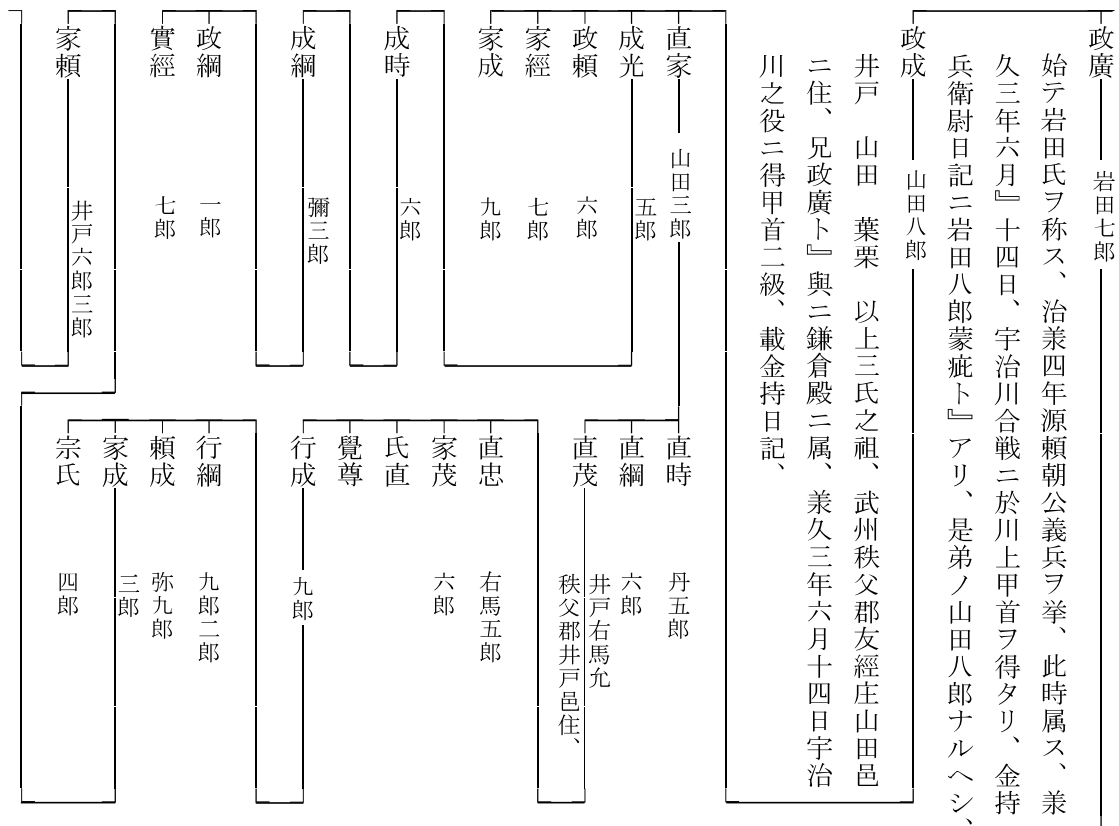 政廣 岩田七郎
始テ岩田氏ヲ称ス、治兼四年源頼朝公義兵ヲ挙、此時属ス、兼
久三年六月』十四日、宇治川合戦ニ於川上甲首ヲ得タリ、金持
兵衛尉日記ニ岩田八郎蒙疵ト』アリ、是弟ノ山田八郎ナルヘシ、
政成 山田八郎
井戸 山田 葉栗 以上三氏之祖、武州秩父郡友經庄山田邑
ニ住、兄政廣ト』與ニ鎌倉殿ニ属、兼久三年六月十四日宇治
川之役ニ得甲首二級、載金持日記、
直家 山田三郎
成光 五郎
政頼 六郎
家經 七郎
家成 九郎
成時 六郎
成綱 彌三郎
政綱 一郎
實經 七郎
家頼 井戸六郎三郎
直時 丹五郎
直綱 六郎
直茂 井戸右馬允
秩父郡井戸邑住、
直忠 右馬五郎
家茂 六郎
氏直
覺尊
行成 九郎
行綱 九郎二郎
頼成 弥九郎
家成 三郎
宗氏 四郎